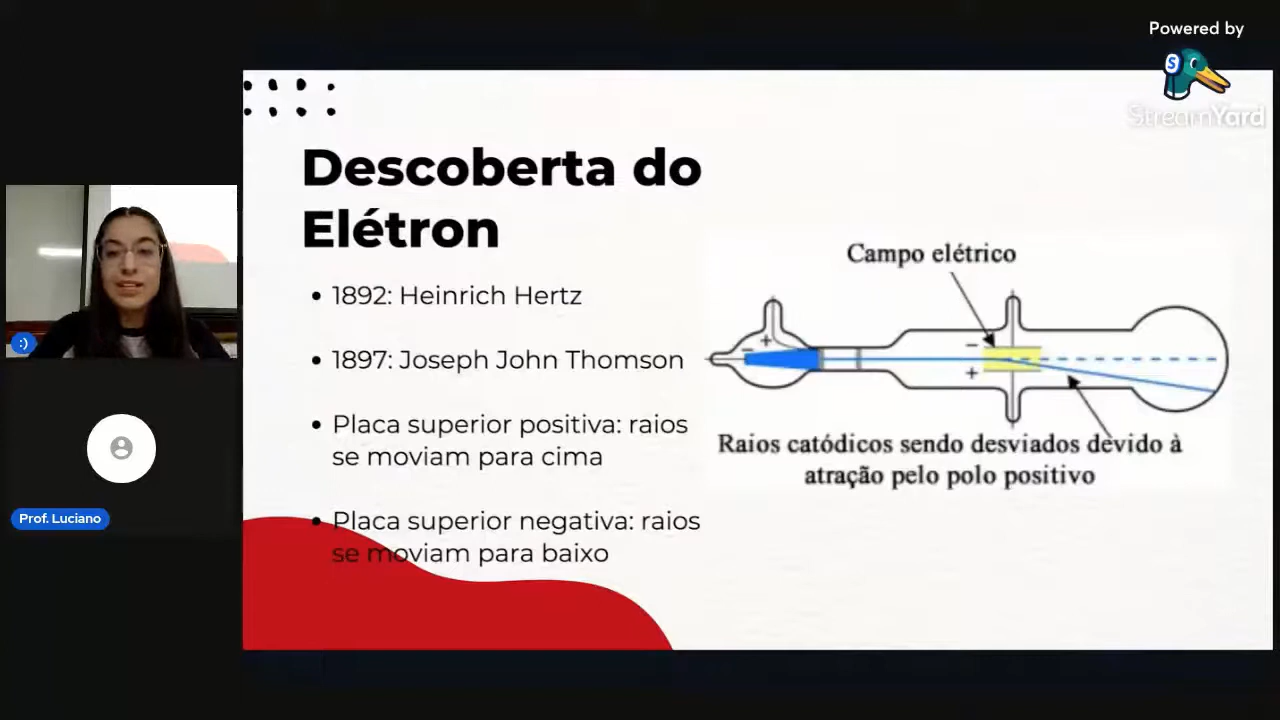 Powered by
StreamYard
Descoberta do
Elétron
• 1892: Heinrich Hertz
• 1897: Joseph John Thomson
• Placa superior positiva: raios
se moviam para cima
• Placa superior negativa: raios
se moviam para baixo
Campo elétrico
+
−
−
+
Raios catódicos sendo desviados devido à
atração pelo polo positivo
:)
Prof. Luciano